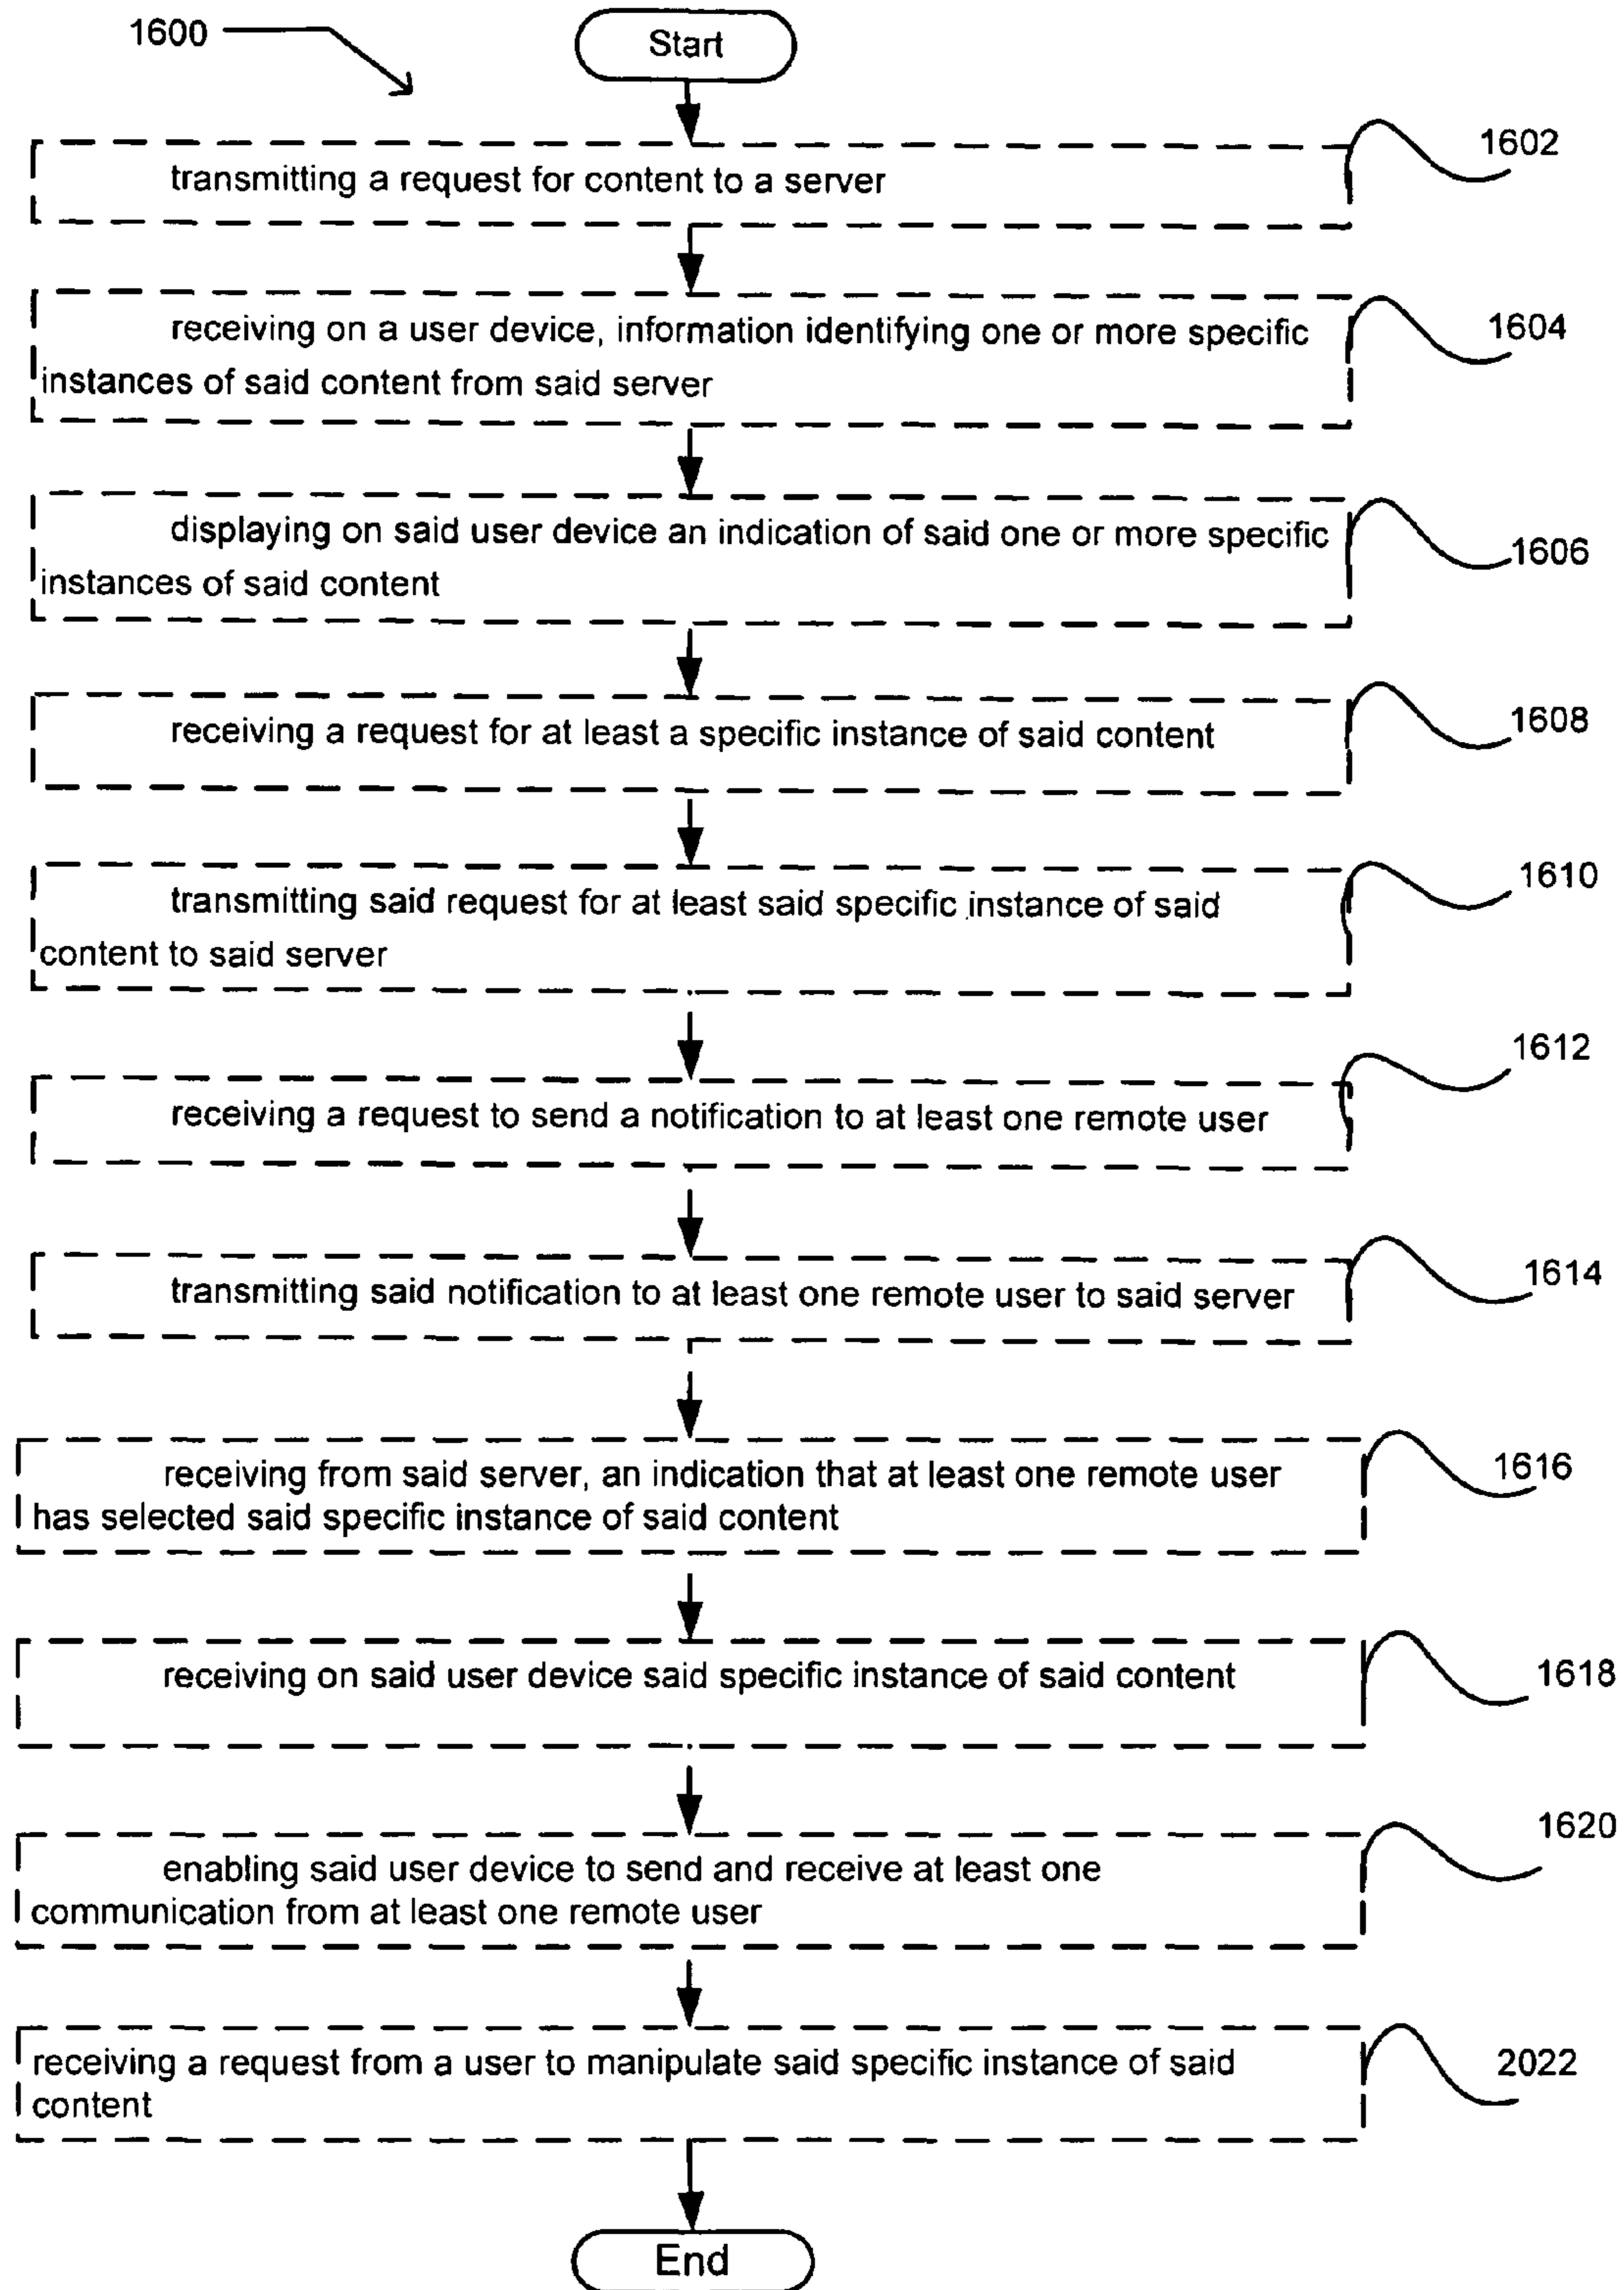 1600
Start
1602
transmitting a request for content to a server
1604
receiving on a user device, information identifying one or more specific
instances of said content from said server
1606
displaying on said user device an indication of said one or more specific
instances of said content
1608
receiving a request for at least a specific instance of said content
1610
transmitting said request for at least said specific instance of said
content to said server
1612
receiving a request to send a notification to at least one remote user
1614
transmitting said notification to at least one remote user to said server
1616
receiving from said server, an indication that at least one remote user
has selected said specific instance of said content
1618
receiving on said user device said specific instance of said content
1620
enabling said user device to send and receive at least one
communication from at least one remote user
2022
receiving a request from a user to manipulate said specific instance of said
content
End